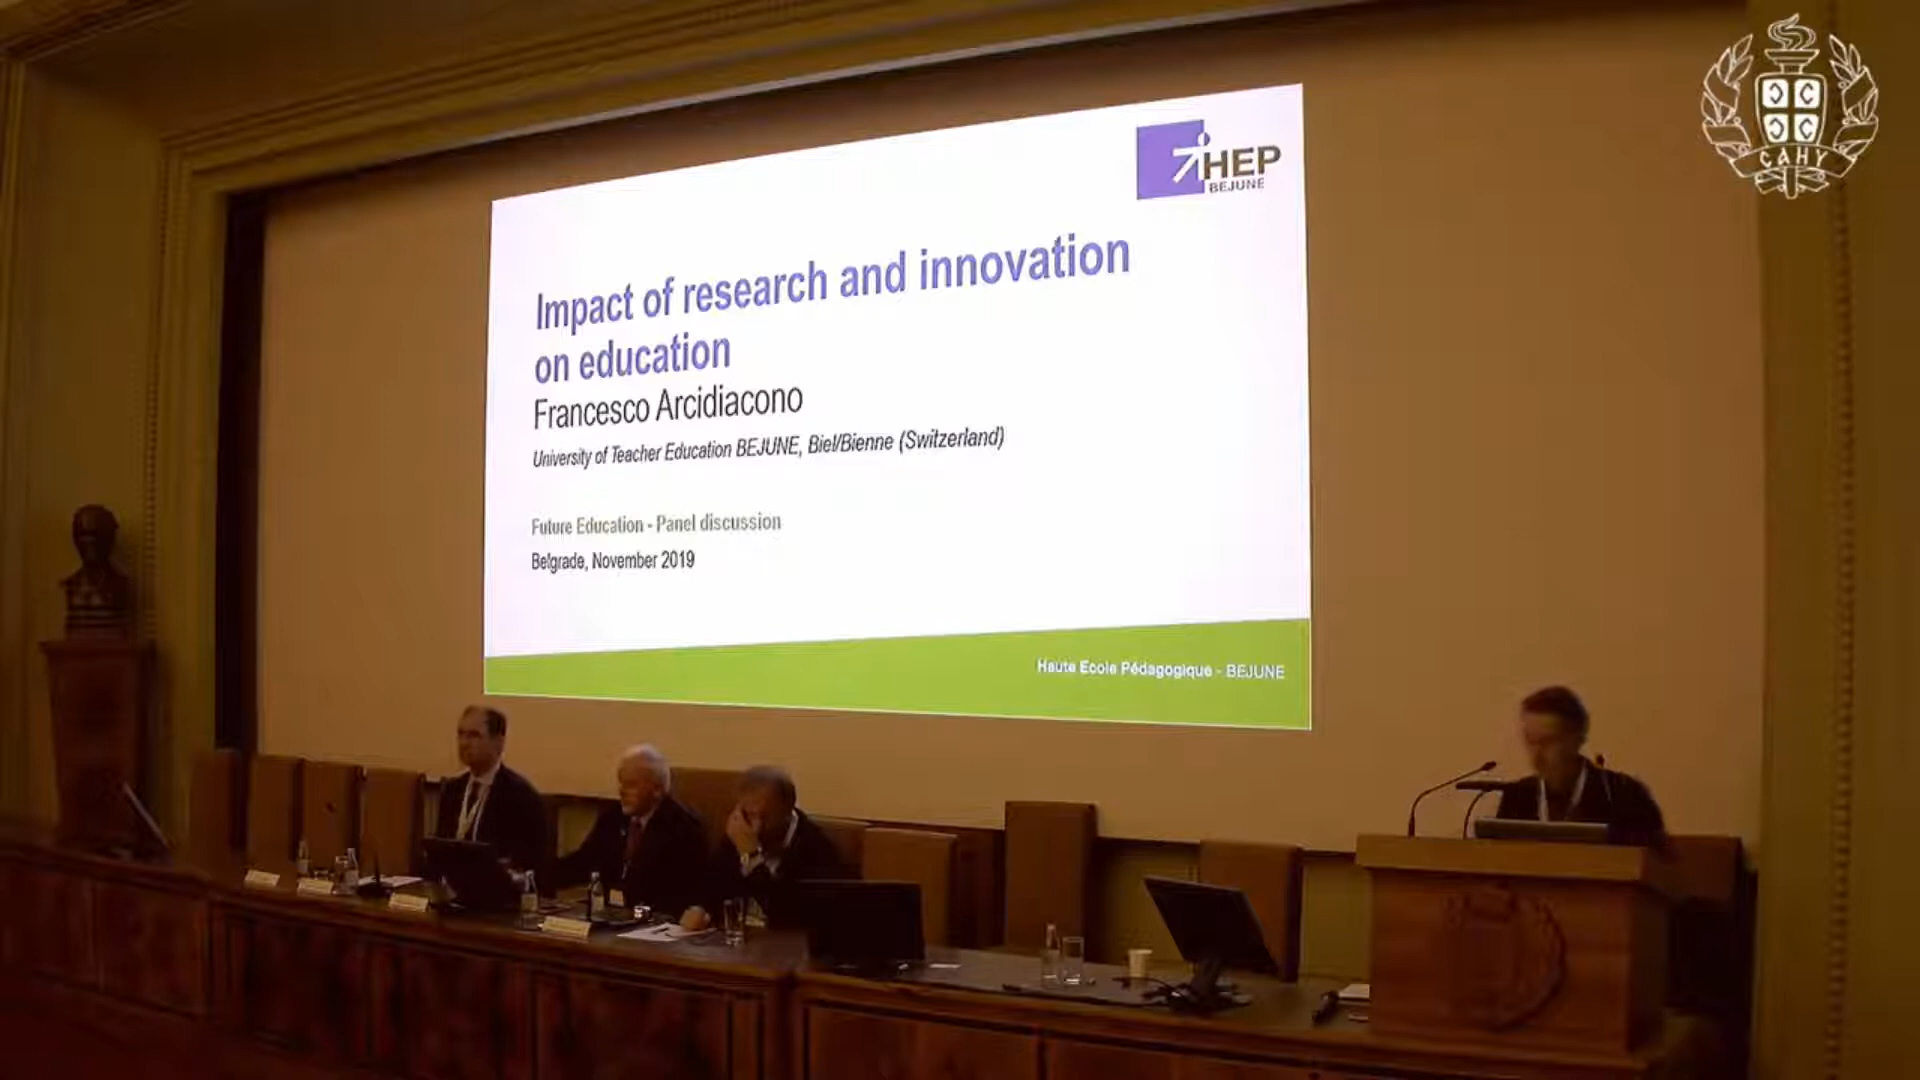 HEP
BEJUNE
Impact of research and innovation
on education
Francesco Arcidiacono
University of Teacher Education BEJUNE, Biel/Bienne (Switzerland)
Future Education - Panel discussion
Belgrade, November 2019
Haute Ecole Pédagogique - BEJUNE
САНУ